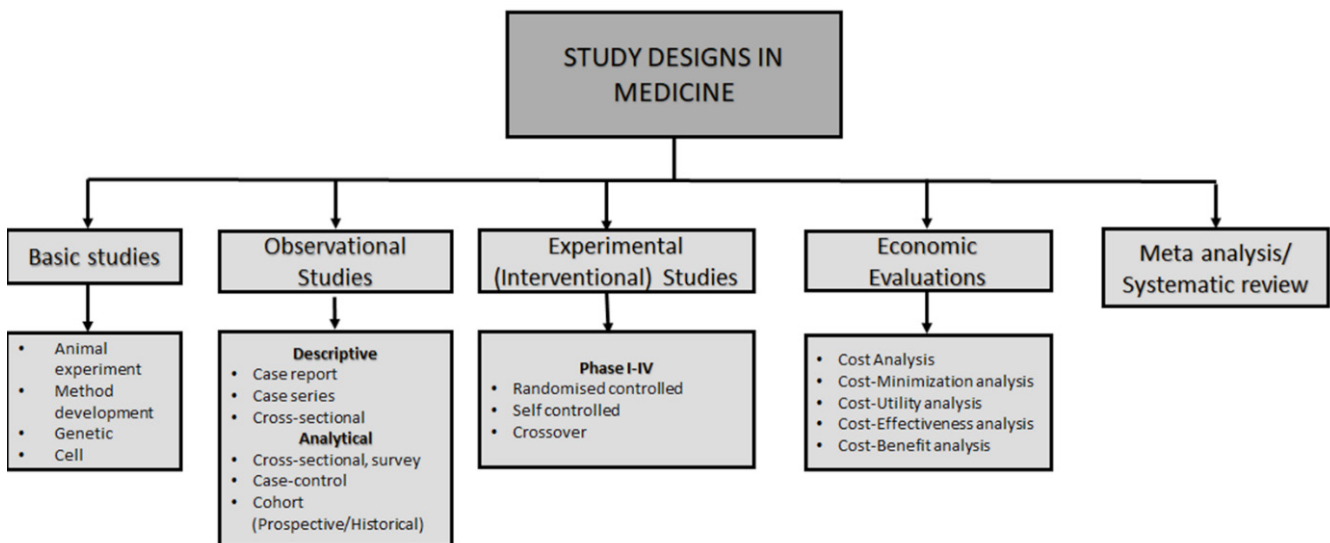 STUDY DESIGNS IN
MEDICINE
Basic studies
Observational
Studies
Experimental
(Interventional) Studies
Economic
Evaluations
Meta analysis/
Systematic review
• Animal
experiment
• Method
development
• Genetic
• Cell
Descriptive
• Case report
• Case series
• Cross-sectional
Analytical
• Cross-sectional, survey
• Case-control
• Cohort
(Prospective/Historical)
Phase I-IV
• Randomised controlled
• Self controlled
• Crossover
• Cost Analysis
• Cost-Minimization analysis
• Cost-Utility analysis
• Cost-Effectiveness analysis
• Cost-Benefit analysis